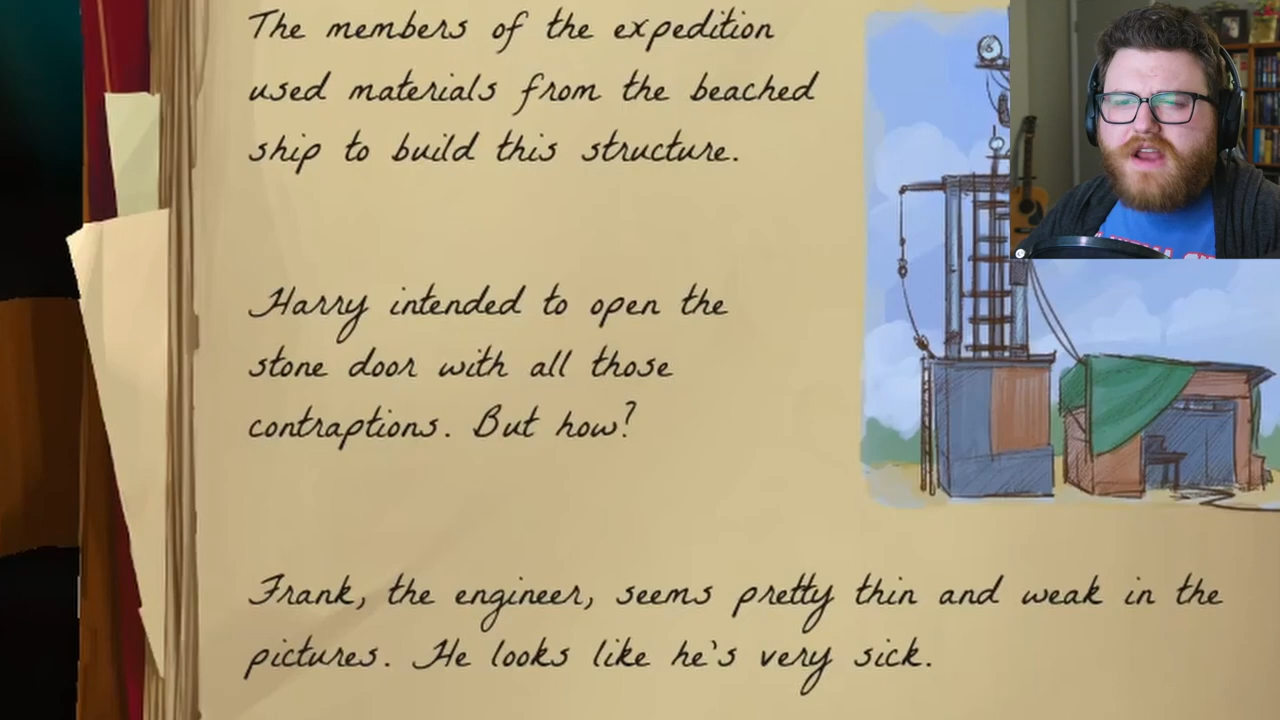 The members of the expedition
used materials from the beached
ship to build this structure.
Harry intended to open the
stone door with all those
contraptions. But how?
Frank, the engineer, seems pretty thin and weak in the
pictures. He looks like he's very sick.